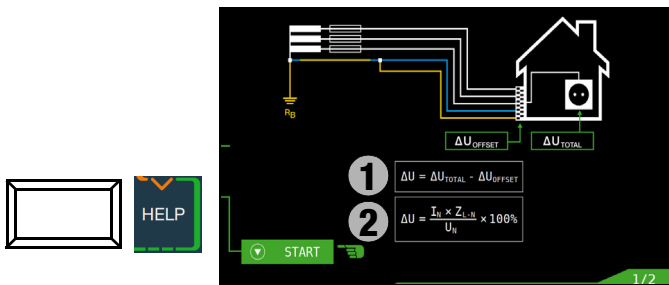 HELP
R_B
ΔU_OFFSET
ΔU_TOTAL
1
ΔU = ΔU_TOTAL - ΔU_OFFSET
2
ΔU = (I_N × Z_L-N / U_N) × 100%
START
1/2